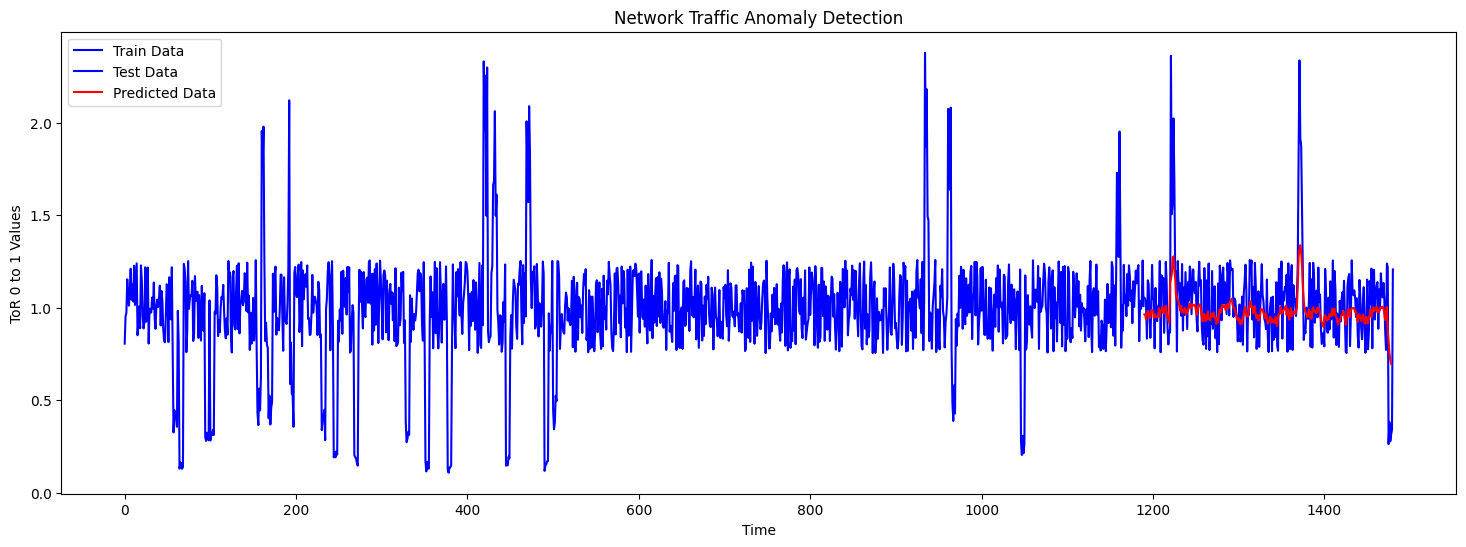 Network Traffic Anomaly Detection
Train Data
Test Data
Predicted Data
ToR 0 to 1 Values
2.0
1.5
1.0
0.5
0.0
0 200 400 600 800 1000 1200 1400
Time